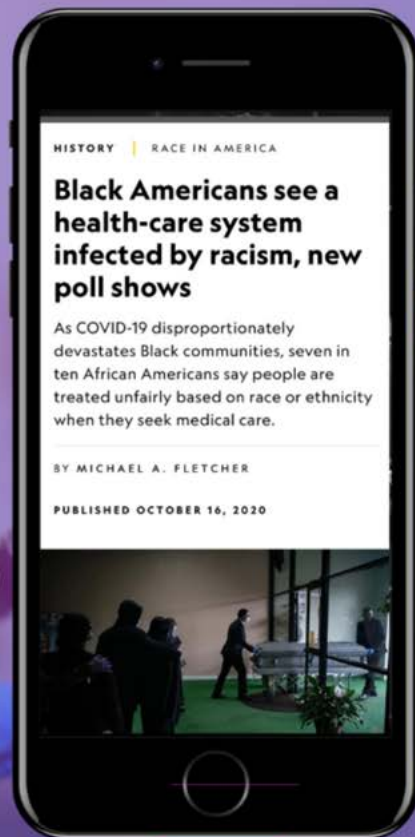 HISTORY | RACE IN AMERICA
Black Americans see a
health-care system
infected by racism, new
poll shows
As COVID-19 disproportionately
devastates Black communities, seven in
ten African Americans say people are
treated unfairly based on race or ethnicity
when they seek medical care.
BY MICHAEL A. FLETCHER
PUBLISHED OCTOBER 16, 2020